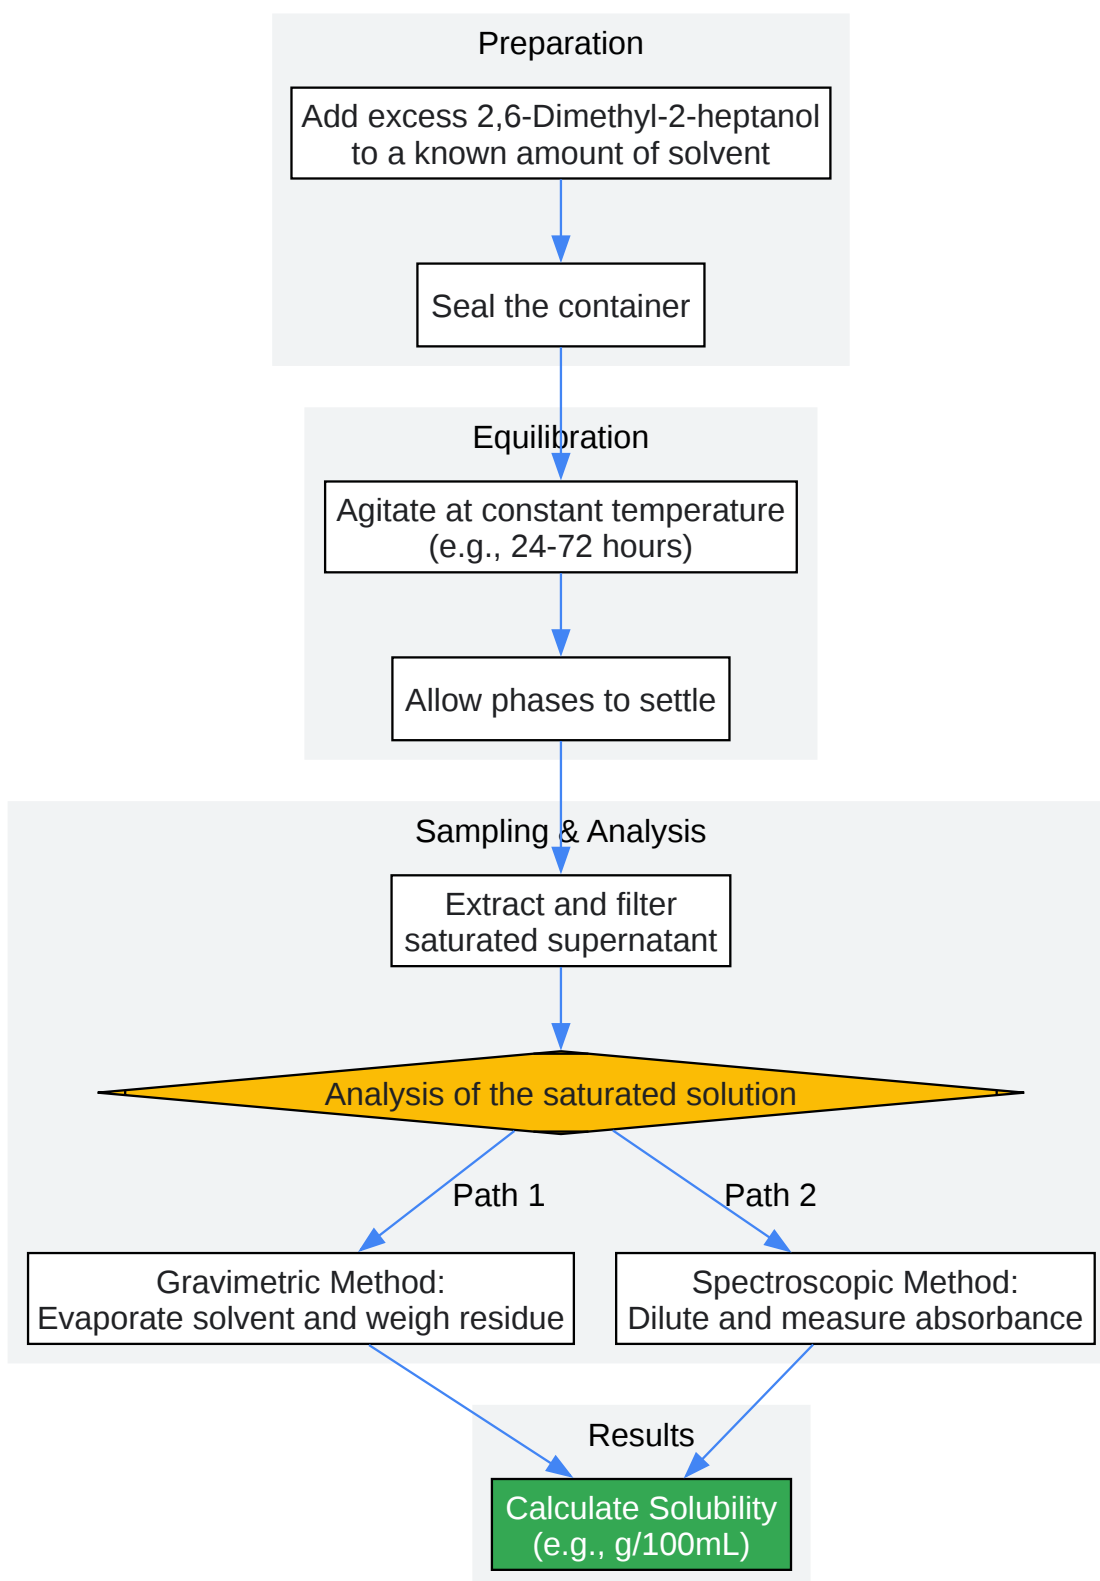 Preparation
Add excess 2,6-Dimethyl-2-heptanol
to a known amount of solvent
Seal the container
Equilibration
Agitate at constant temperature
(e.g., 24-72 hours)
Allow phases to settle
Sampling & Analysis
Extract and filter
saturated supernatant
Analysis of the saturated solution
Path 1
Path 2
Gravimetric Method:
Evaporate solvent and weigh residue
Spectroscopic Method:
Dilute and measure absorbance
Results
Calculate Solubility
(e.g., g/100mL)